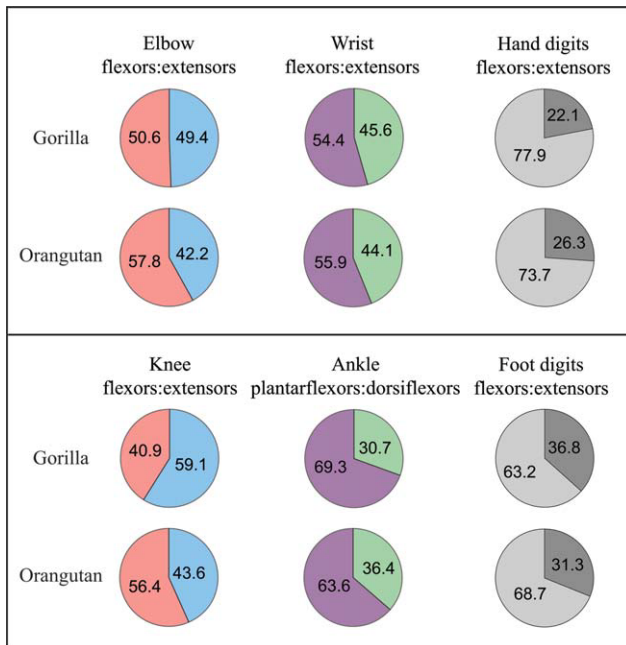 Elbow
flexors:extensors
Wrist
flexors:extensors
Hand digits
flexors:extensors
Gorilla
50.6
49.4
54.4
45.6
22.1
77.9
Orangutan
57.8
42.2
55.9
44.1
26.3
73.7
Knee
flexors:extensors
Ankle
plantarflexors:dorsiflexors
Foot digits
flexors:extensors
Gorilla
40.9
59.1
69.3
30.7
36.8
63.2
Orangutan
56.4
43.6
63.6
36.4
31.3
68.7